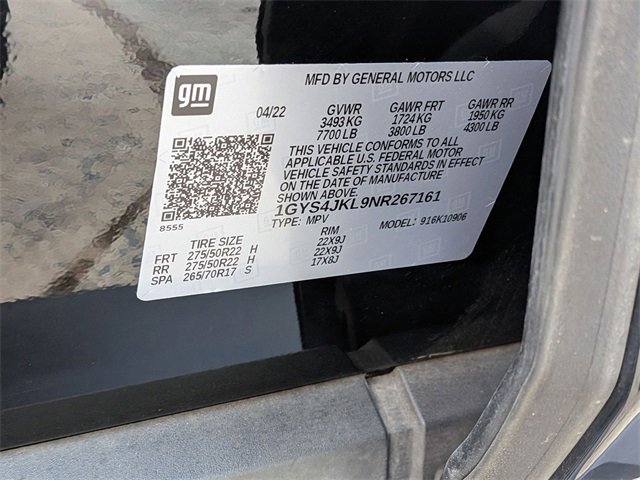 gm
MFD BY GENERAL MOTORS LLC
04/22 GVWR GAWR FRT GAWR RR
3493 KG 1724 KG 1950 KG
7700 LB 3800 LB 4300 LB
THIS VEHICLE CONFORMS TO ALL
APPLICABLE U.S. FEDERAL MOTOR
VEHICLE SAFETY STANDARDS IN EFFECT
ON THE DATE OF MANUFACTURE
SHOWN ABOVE.
1GYS4JKL9NR267161
8555 TYPE: MPV MODEL: 916K10906
TIRE SIZE RIM
FRT 275/50R22 H 22X9J
RR 275/50R22 H 22X9J
SPA 265/70R17 S 17X8J